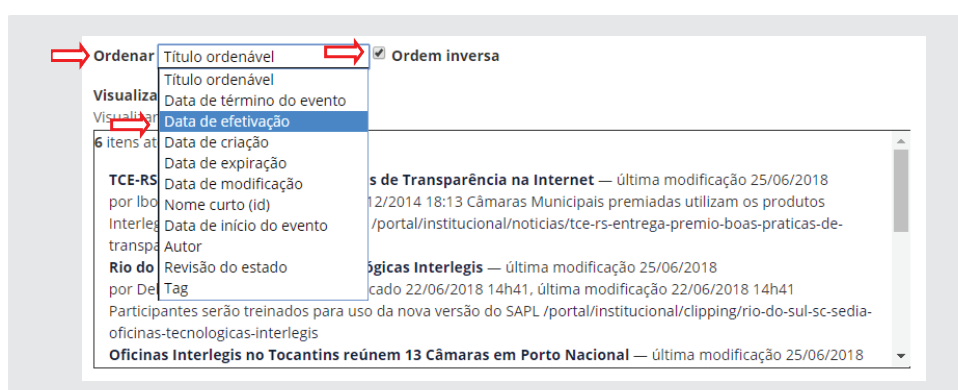 Ordenar Título ordenável Ordem inversa
Título ordenável
Visualiza Data de término do evento
Visualizar Data de efetivação
6 itens at Data de criação
Data de expiração
TCE-RS Data de modificação s de Transparência na Internet — última modificação 25/06/2018
por Ibo Nome curto (id) 12/2014 18:13 Câmaras Municipais premiadas utilizam os produtos
Interleg Data de início do evento /portal/institucional/noticias/tce-rs-entrega-premio-boas-praticas-de-
transpa Autor
Rio do Revisão do estado ógicas Interlegis — última modificação 25/06/2018
por Del Tag cado 22/06/2018 14h41, última modificação 22/06/2018 14h41
Participantes serão treinados para uso da nova versão do SAPL /portal/institucional/clipping/rio-do-sul-sc-sedia-
oficinas-tecnologicas-interlegis
Oficinas Interlegis no Tocantins reúnem 13 Câmaras em Porto Nacional — última modificação 25/06/2018